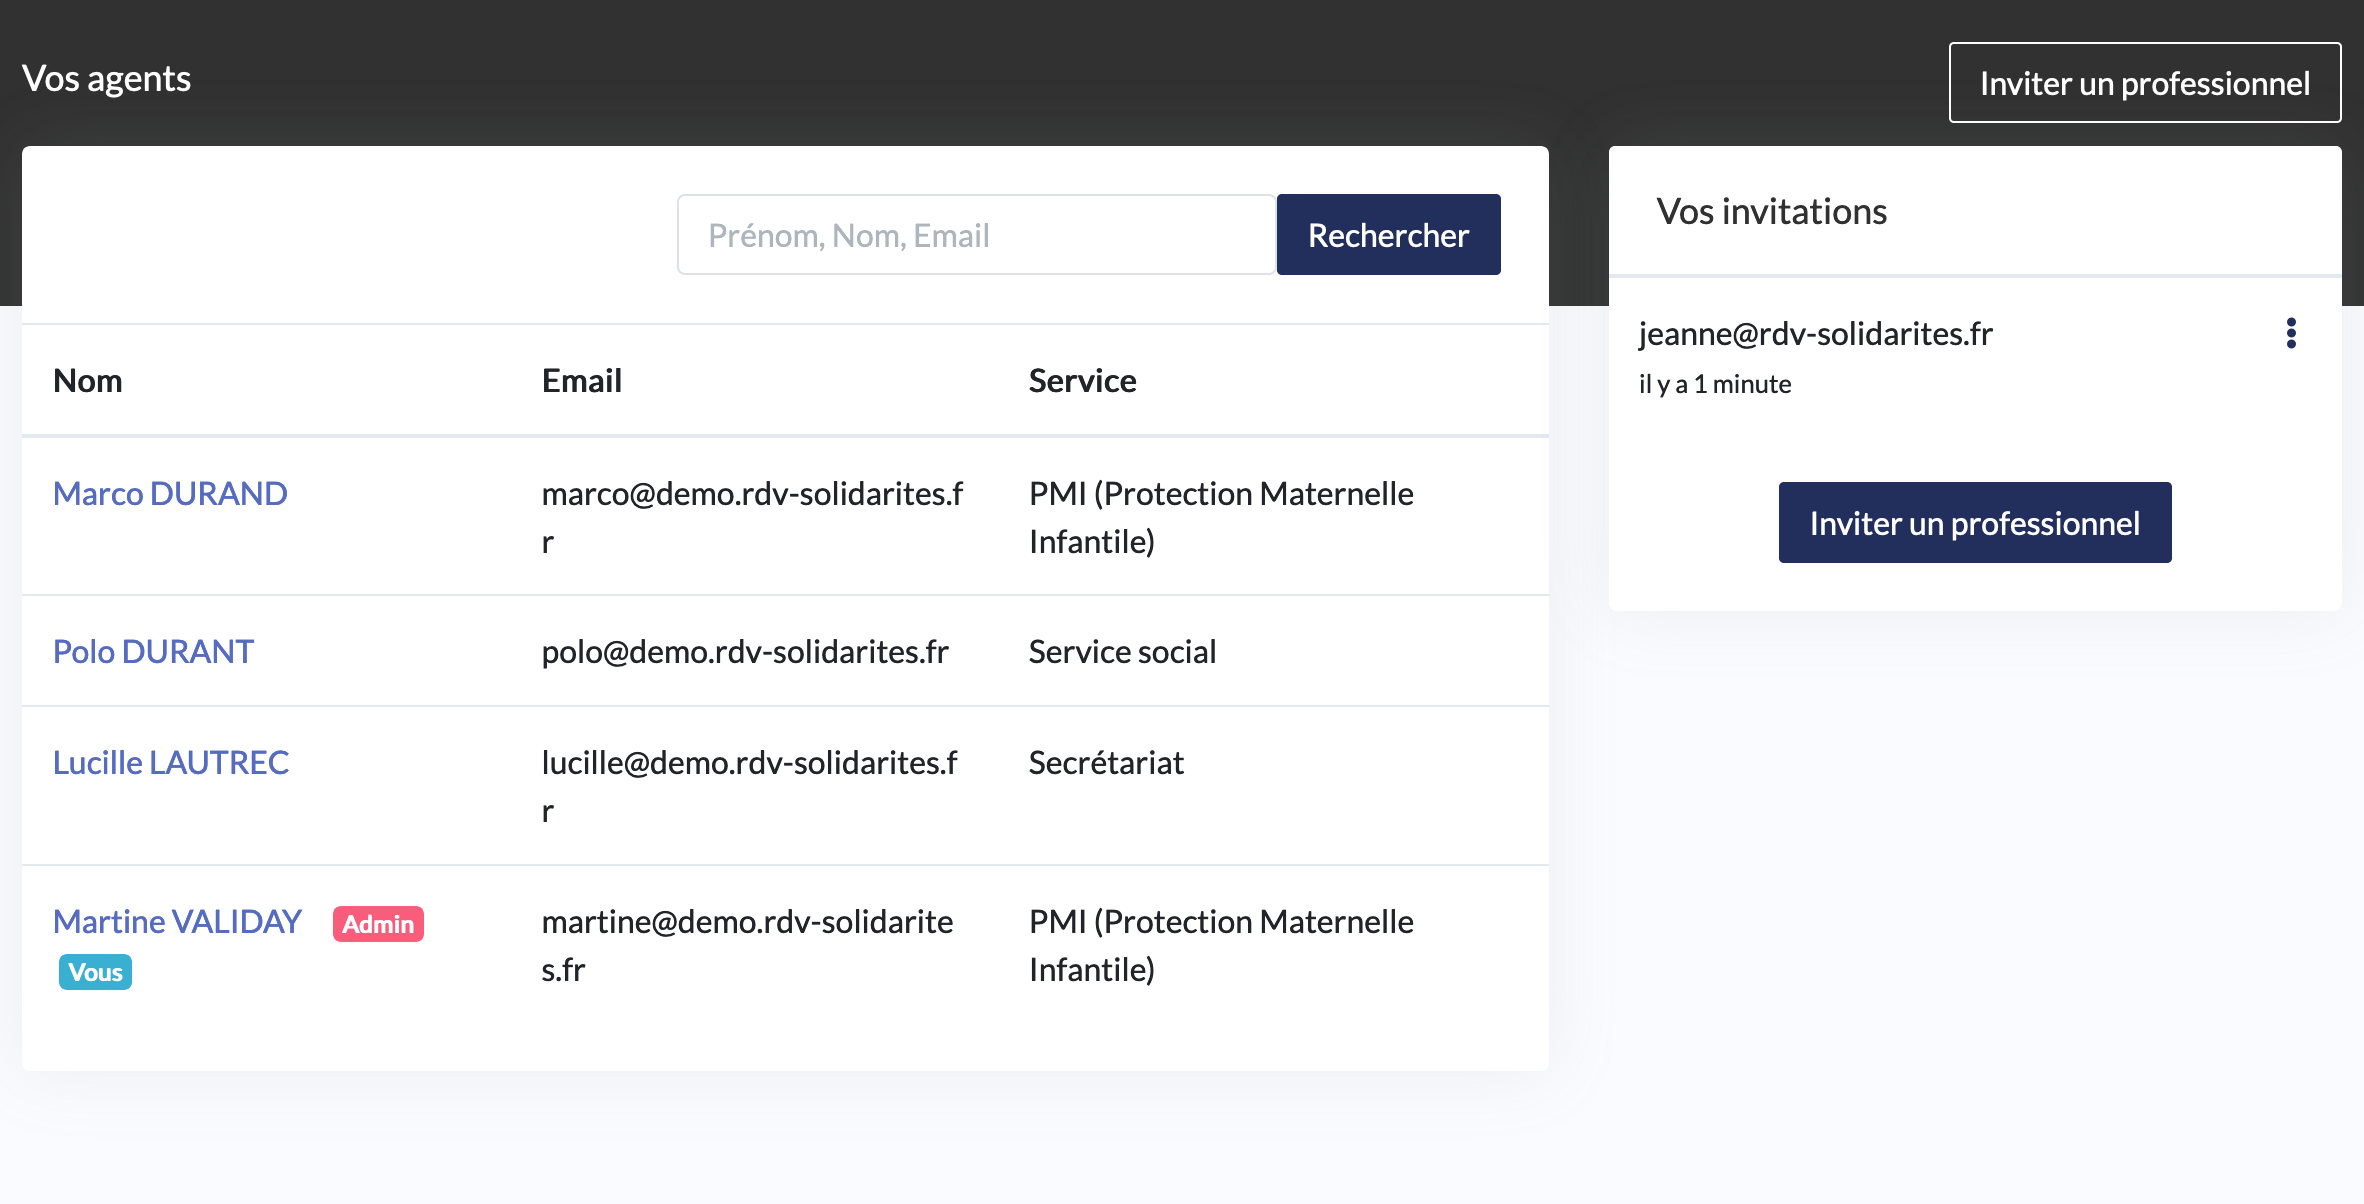 Vos agents
Inviter un professionnel
Prénom, Nom, Email
Rechercher
Nom Email Service
Marco DURAND marco@demo.rdv-solidarites.f PMI (Protection Maternelle
r Infantile)
Polo DURANT polo@demo.rdv-solidarites.fr Service social
Lucille LAUTREC lucille@demo.rdv-solidarites.f Secrétariat
r
Martine VALIDAY Admin martine@demo.rdv-solidarite PMI (Protection Maternelle
Vous s.fr Infantile)
Vos invitations
jeanne@rdv-solidarites.fr
il y a 1 minute
Inviter un professionnel